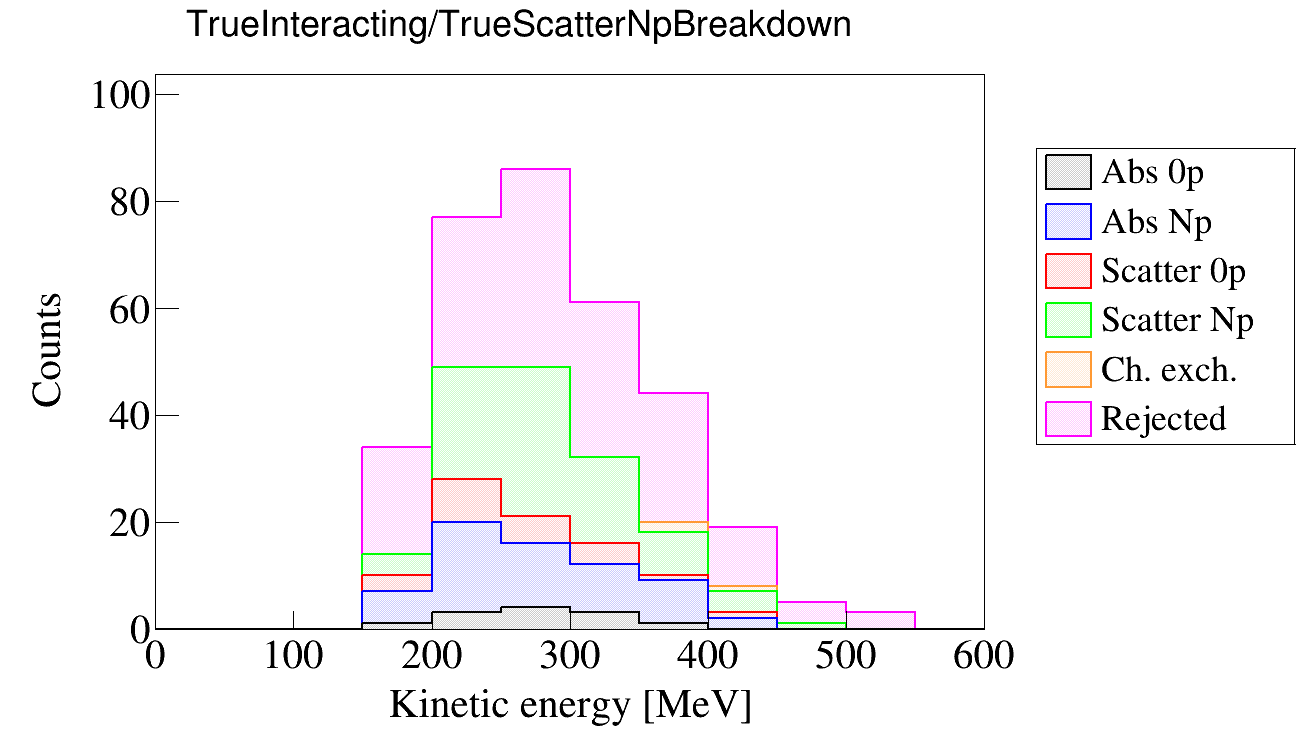 TrueInteracting/TrueScatterNpBreakdown
100
80
60
40
20
0
Counts
0 100 200 300 400 500 600
Kinetic energy [MeV]
Abs 0p
Abs Np
Scatter 0p
Scatter Np
Ch. exch.
Rejected